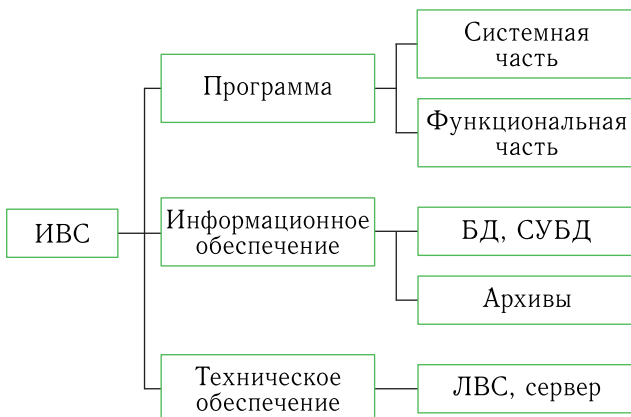 Системная
часть
Программа
Функциональная
часть
ИВС
Информационное
обеспечение
БД, СУБД
Архивы
Техническое
обеспечение
ЛВС, сервер